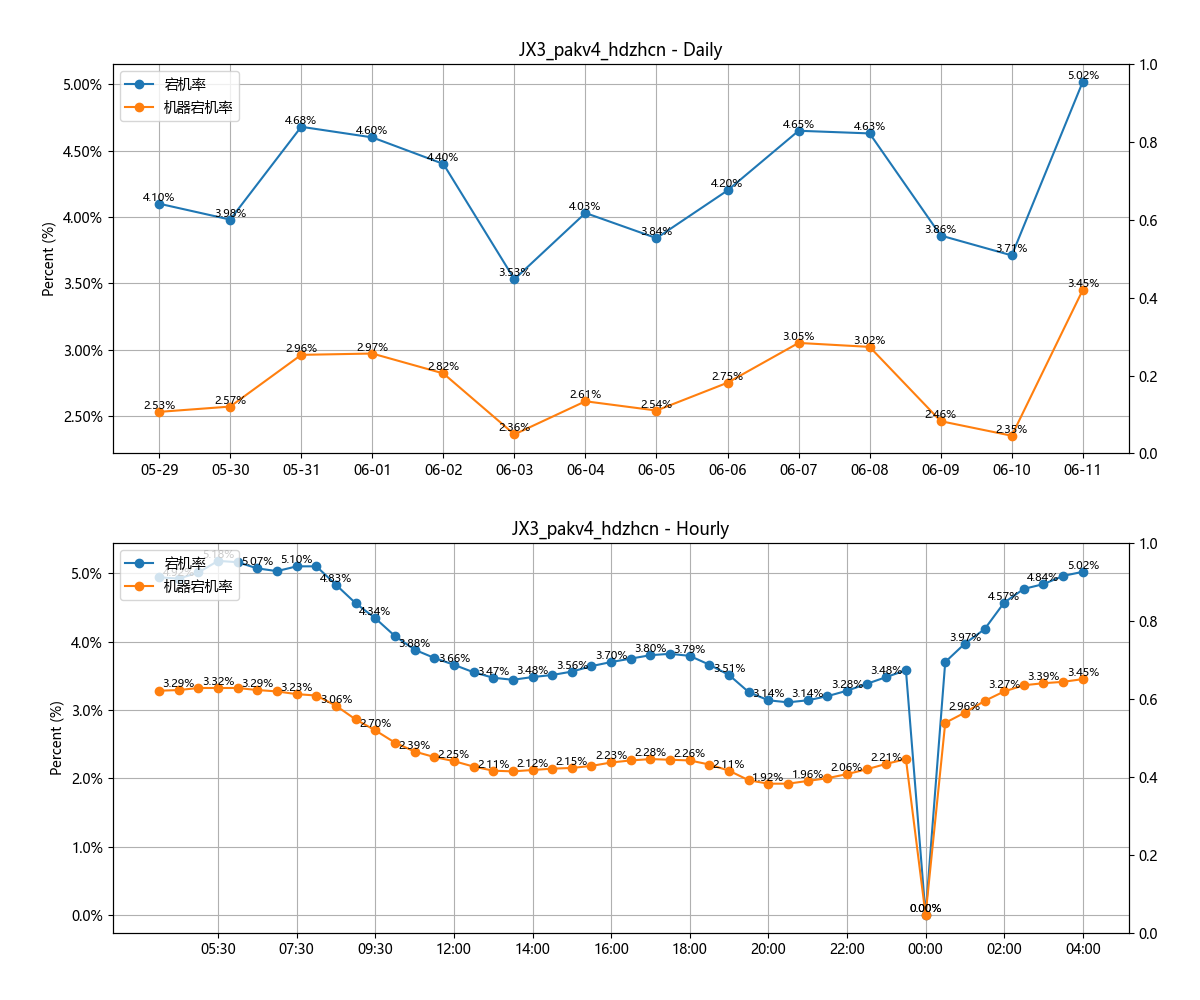 JX3_pakv4_hdzhcn - Daily
宕机率
机器宕机率
Percent (%)
5.00%
4.50%
4.00%
3.50%
3.00%
2.50%
1.0
0.8
0.6
0.4
0.2
0.0
4.10% 3.98% 4.68% 4.60% 4.40% 3.53% 4.03% 3.84% 4.20% 4.65% 4.63% 3.86% 3.71% 5.02%
2.53% 2.57% 2.96% 2.97% 2.82% 2.36% 2.61% 2.54% 2.75% 3.05% 3.02% 2.46% 2.35% 3.45%
05-29 05-30 05-31 06-01 06-02 06-03 06-04 06-05 06-06 06-07 06-08 06-09 06-10 06-11
JX3_pakv4_hdzhcn - Hourly
宕机率
机器宕机率
Percent (%)
5.0%
4.0%
3.0%
2.0%
1.0%
0.0%
1.0
0.8
0.6
0.4
0.2
0.0
5.18% 5.07% 5.10% 4.83% 4.34% 3.88% 3.66% 3.47% 3.48% 3.56% 3.70% 3.80% 3.79% 3.51% 3.14% 3.14% 3.28% 3.48% 0.00% 3.97% 4.57% 4.84% 5.02%
3.29% 3.32% 3.29% 3.23% 3.06% 2.70% 2.39% 2.25% 2.11% 2.12% 2.15% 2.23% 2.28% 2.26% 2.11% 1.92% 1.96% 2.06% 2.21% 0.00% 2.96% 3.27% 3.39% 3.45%
05:30 07:30 09:30 12:00 14:00 16:00 18:00 20:00 22:00 00:00 02:00 04:00